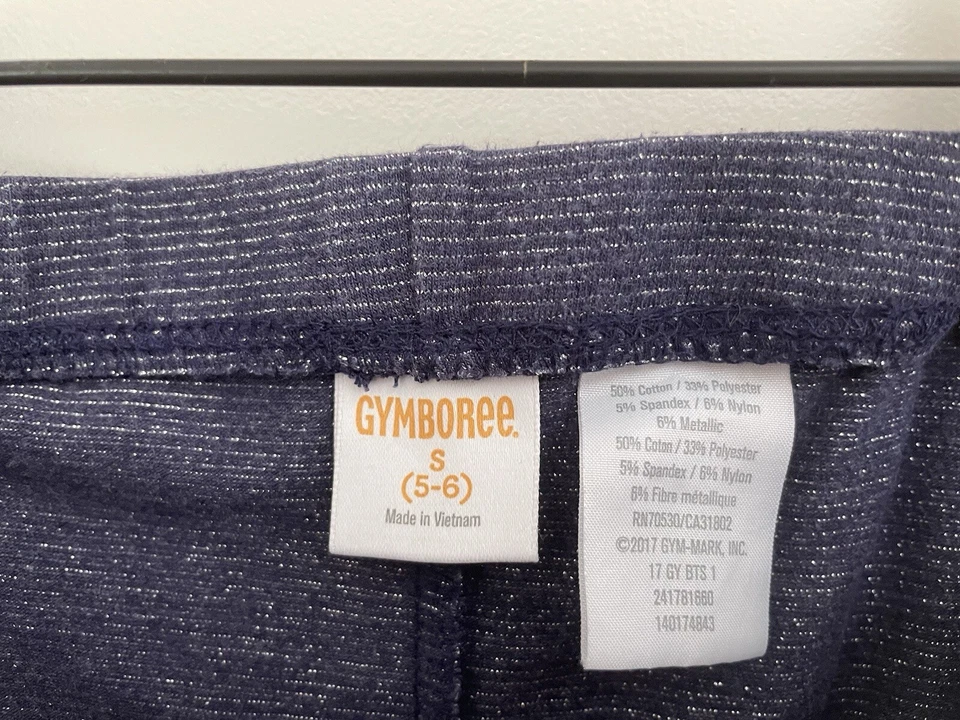 GYMBOREE.
S
(5-6)
Made in Vietnam
50% Cotton / 33% Polyester
5% Spandex / 6% Nylon
6% Metallic
50% Coton / 33% Polyester
5% Spandex / 6% Nylon
6% Fibre métallique
RN70530/CA31802
©2017 GYM-MARK, INC.
17 GY BTS 1
241781660
140174843